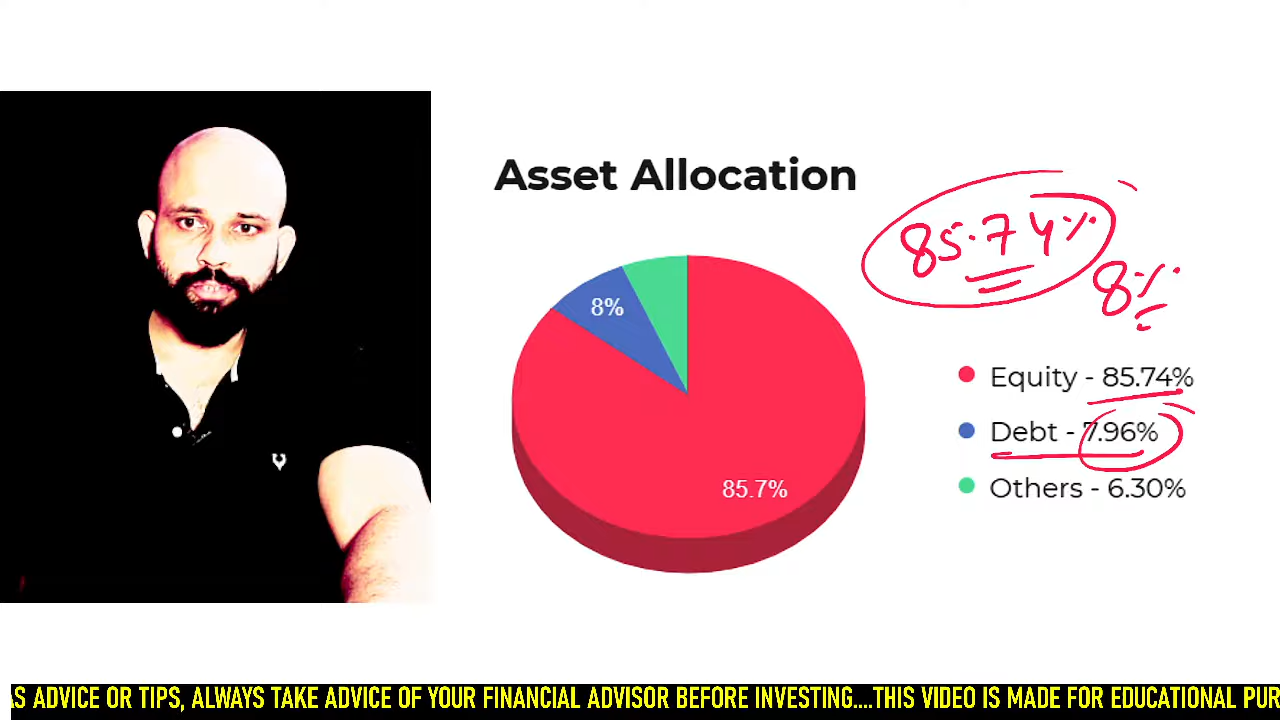 Asset Allocation
85.74%
8%
8%
85.7%
Equity - 85.74%
Debt - 7.96%
Others - 6.30%
AS ADVICE OR TIPS, ALWAYS TAKE ADVICE OF YOUR FINANCIAL ADVISOR BEFORE INVESTING....THIS VIDEO IS MADE FOR EDUCATIONAL PUR